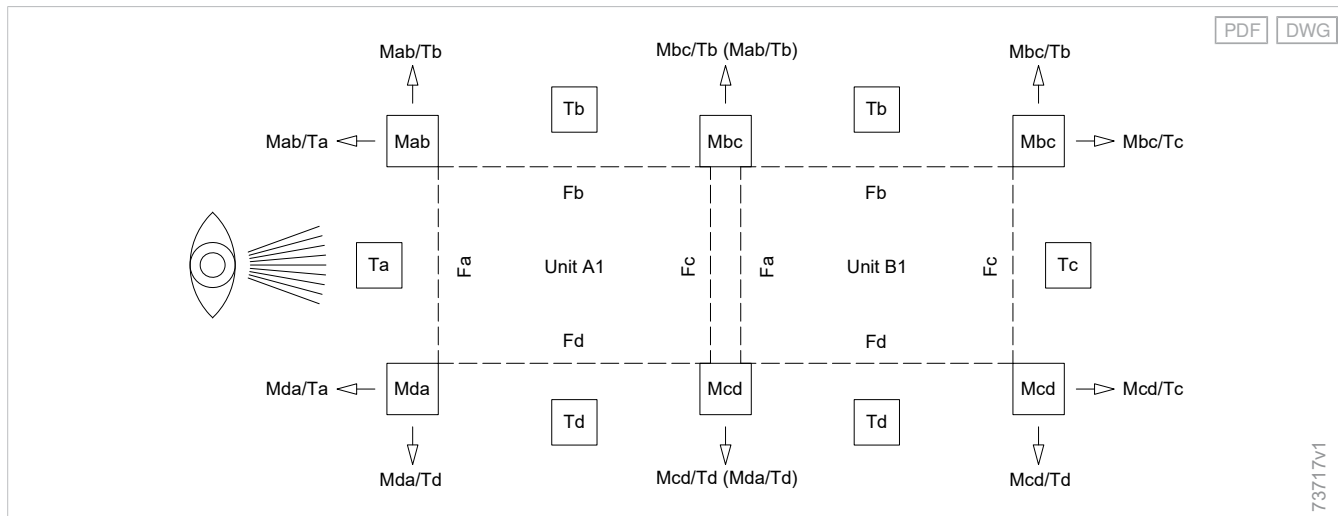 PDF DWG
Mab/Tb Mbc/Tb (Mab/Tb) Mbc/Tb
Tb Tb
Mab/Ta Mab Mbc Mbc Mbc/Tc
Fb Fb
Ta Fa Unit A1 Fc Fa Unit B1 Fc Tc
Fd Fd
Mda/Ta Mda Mcd Mcd Mcd/Tc
Td Td
Mda/Td Mcd/Td (Mda/Td) Mcd/Td
73717v1